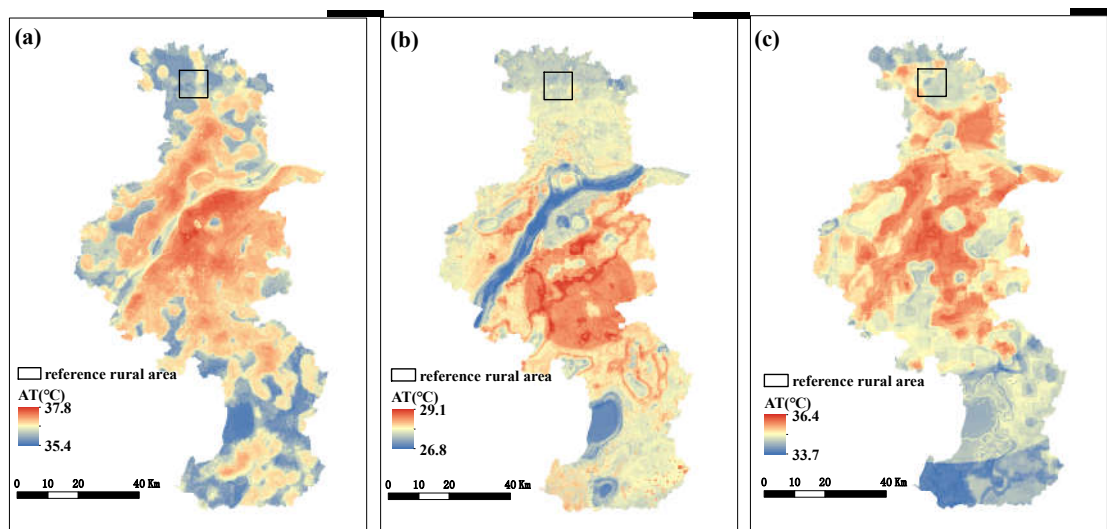 (a)
reference rural area
AT(℃)
37.8
35.4
0 10 20 40 Km
(b)
reference rural area
AT(℃)
29.1
26.8
0 10 20 40 Km
(c)
reference rural area
AT(℃)
36.4
33.7
0 10 20 40 Km